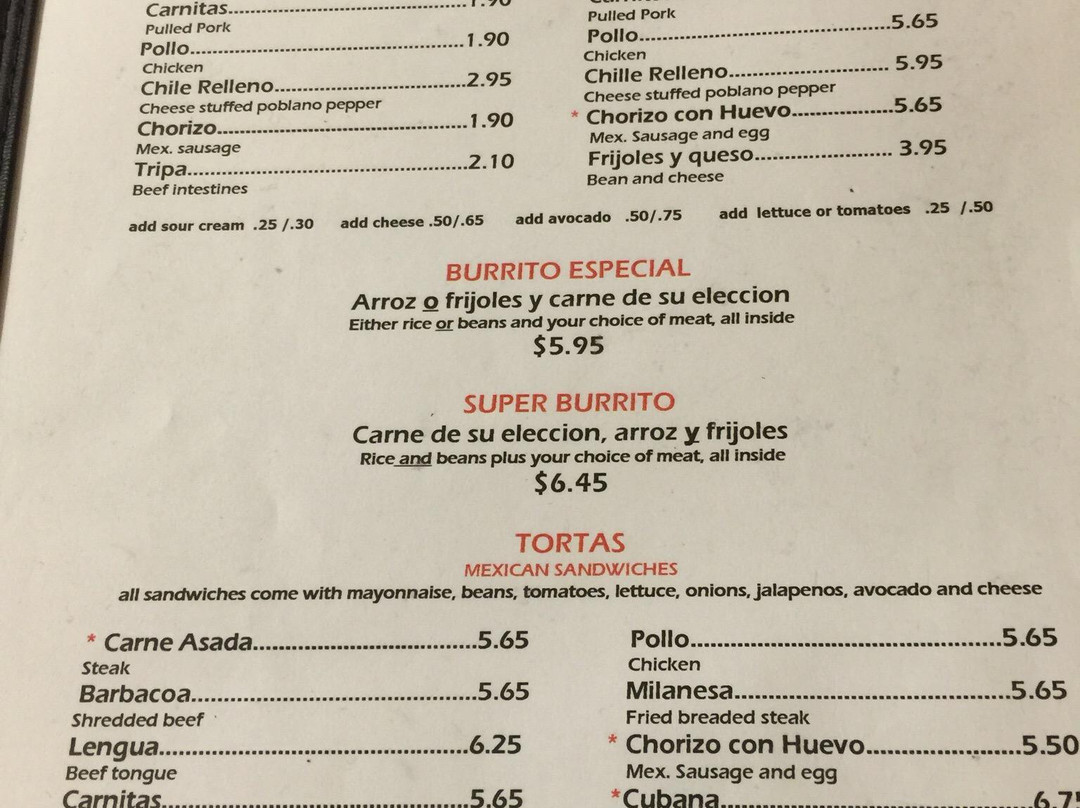 Carnitas
Pulled Pork
Pollo 1.90
Chicken
Chile Relleno 2.95
Cheese stuffed poblano pepper
Chorizo 1.90
Mex. sausage
Tripa 2.10
Beef intestines
Pulled Pork
Pollo 5.65
Chicken
Chille Relleno 5.95
Cheese stuffed poblano pepper
* Chorizo con Huevo 5.65
Mex. Sausage and egg
Frijoles y queso 3.95
Bean and cheese
add sour cream .25 /.30 add cheese .50/.65 add avocado .50/.75 add lettuce or tomatoes .25 /.50
BURRITO ESPECIAL
Arroz o frijoles y carne de su eleccion
Either rice or beans and your choice of meat, all inside
$5.95
SUPER BURRITO
Carne de su eleccion, arroz y frijoles
Rice and beans plus your choice of meat, all inside
$6.45
TORTAS
MEXICAN SANDWICHES
all sandwiches come with mayonnaise, beans, tomatoes, lettuce, onions, jalapenos, avocado and cheese
* Carne Asada 5.65
Steak
Barbacoa 5.65
Shredded beef
Lengua 6.25
Beef tongue
Carnitas 5.65
Pollo 5.65
Chicken
Milanesa 5.65
Fried breaded steak
* Chorizo con Huevo 5.50
Mex. Sausage and egg
* Cubana